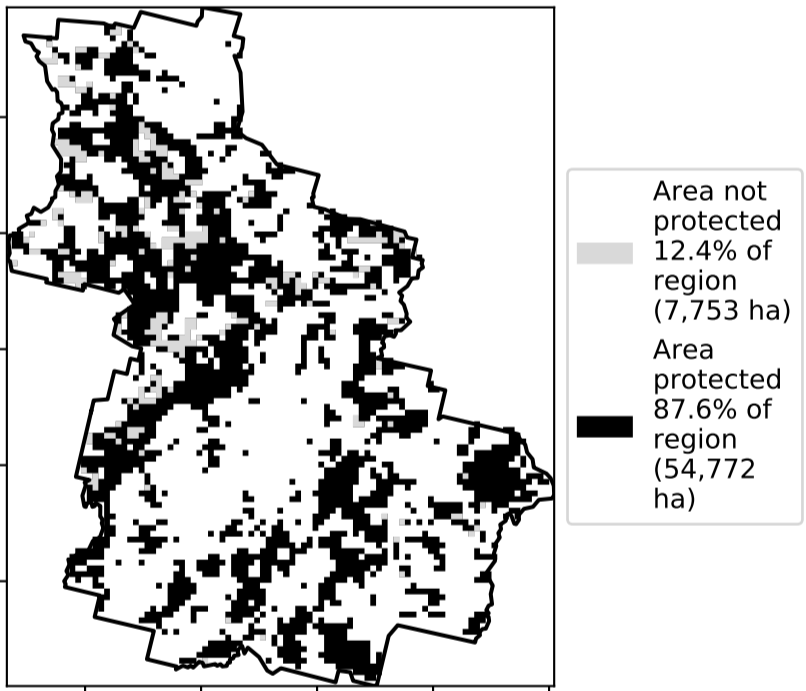 Area not
protected
12.4% of
region
(7,753 ha)
Area
protected
87.6% of
region
(54,772
ha)